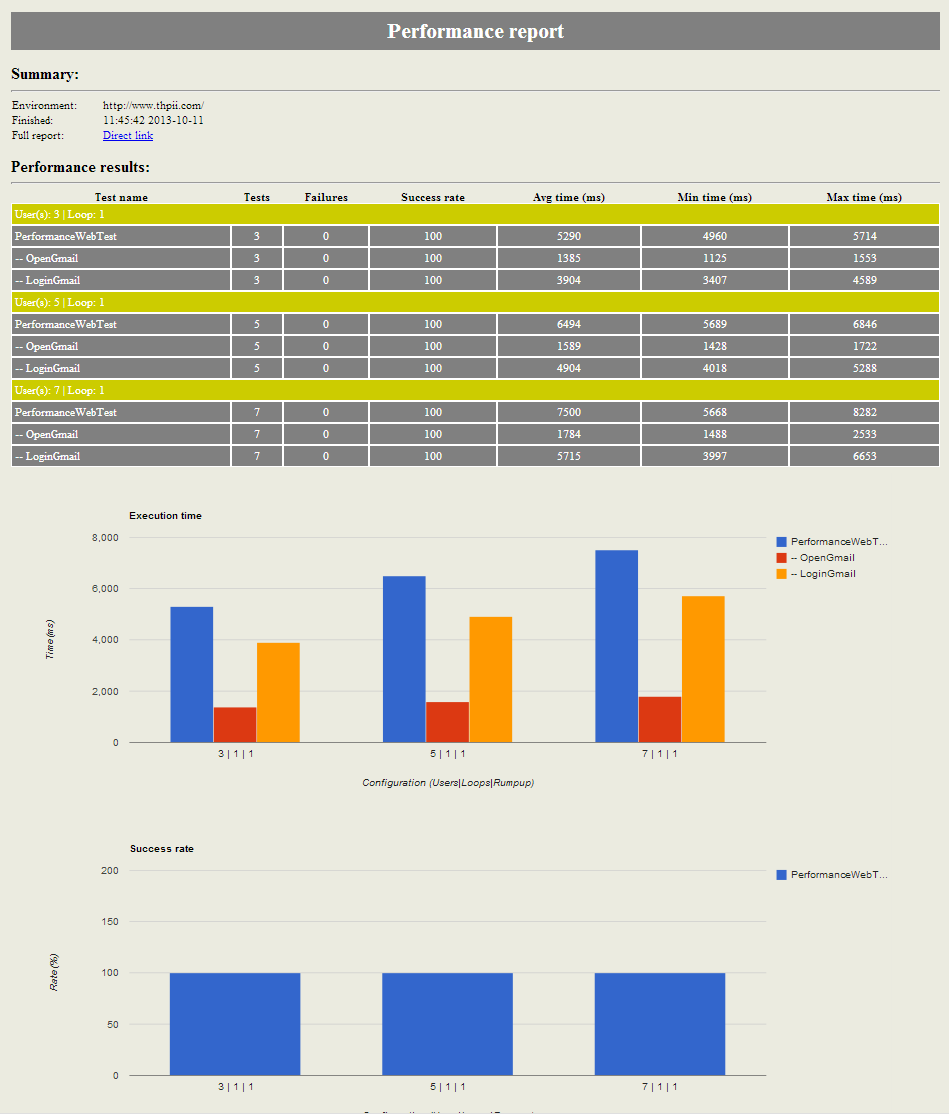 Performance report
Summary:
Environment: http://www.thpii.com/
Finished: 11:45:42 2013-10-11
Full report: Direct link
Performance results:
Test name Tests Failures Success rate Avg time (ms) Min time (ms) Max time (ms)
User(s): 3 | Loop: 1
PerformanceWebTest 3 0 100 5290 4960 5714
-- OpenGmail 3 0 100 1385 1125 1553
-- LoginGmail 3 0 100 3904 3407 4589
User(s): 5 | Loop: 1
PerformanceWebTest 5 0 100 6494 5689 6846
-- OpenGmail 5 0 100 1589 1428 1722
-- LoginGmail 5 0 100 4904 4018 5288
User(s): 7 | Loop: 1
PerformanceWebTest 7 0 100 7500 5668 8282
-- OpenGmail 7 0 100 1784 1488 2533
-- LoginGmail 7 0 100 5715 3997 6653
Execution time
8,000
6,000
4,000
2,000
0
Time (ms)
PerformanceWebT...
-- OpenGmail
-- LoginGmail
3 | 1 | 1 5 | 1 | 1 7 | 1 | 1
Configuration (Users|Loops|Rumpup)
Success rate
200
150
100
50
0
Rate (%)
PerformanceWebT...
3 | 1 | 1 5 | 1 | 1 7 | 1 | 1